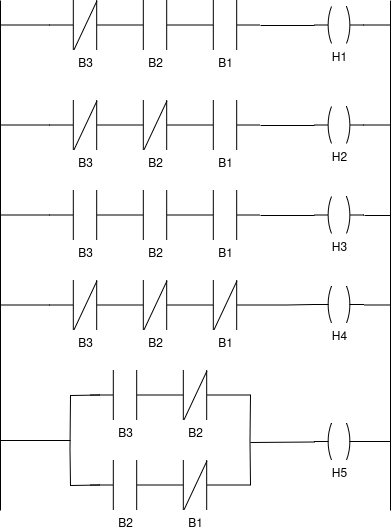 B3 B2 B1 H1
B3 B2 B1 H2
B3 B2 B1 H3
B3 B2 B1 H4
B3 B2
H5
B2 B1